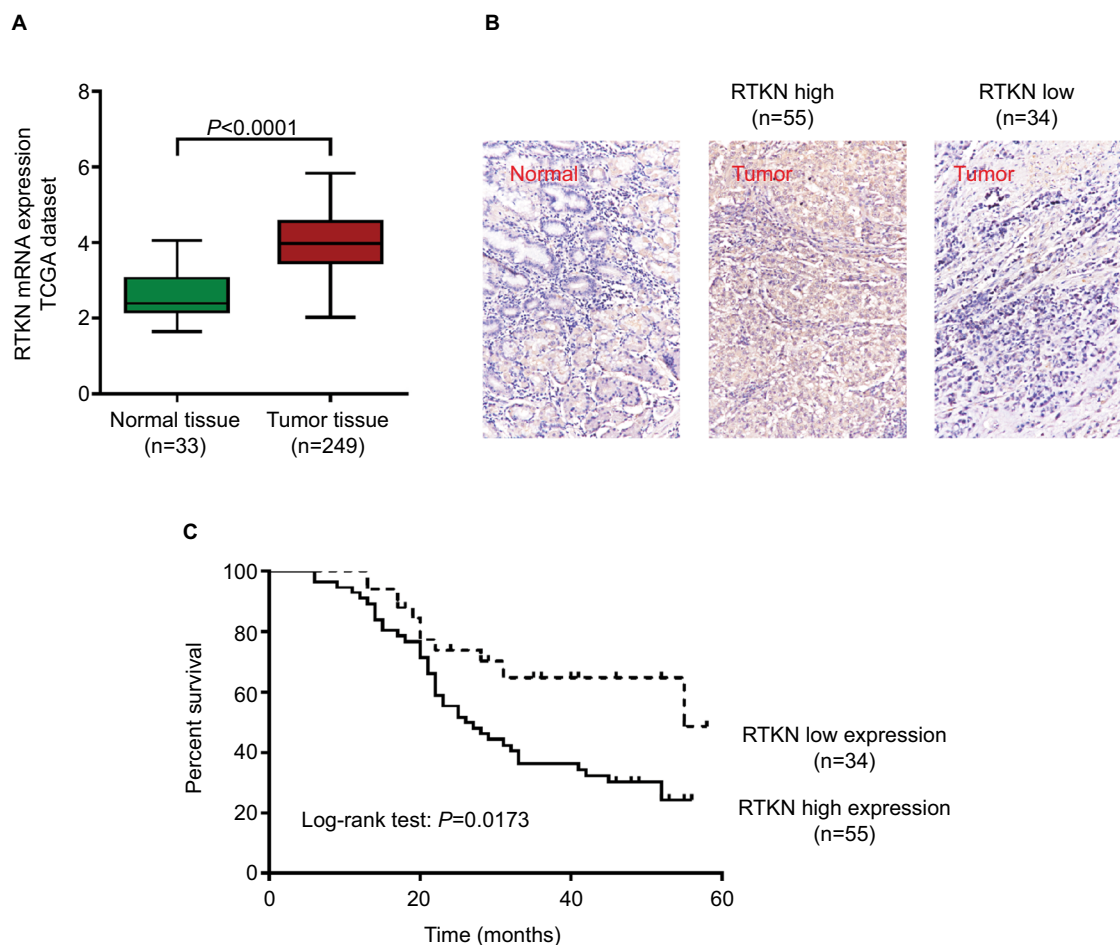 A
RTKN mRNA expression
TCGA dataset
8
6
4
2
0
P<0.0001
Normal tissue
(n=33)
Tumor tissue
(n=249)
B
RTKN high
(n=55)
RTKN low
(n=34)
Normal
Tumor
Tumor
C
Percent survival
100
80
60
40
20
0
Log-rank test: P=0.0173
RTKN low expression
(n=34)
RTKN high expression
(n=55)
0
20
40
60
Time (months)